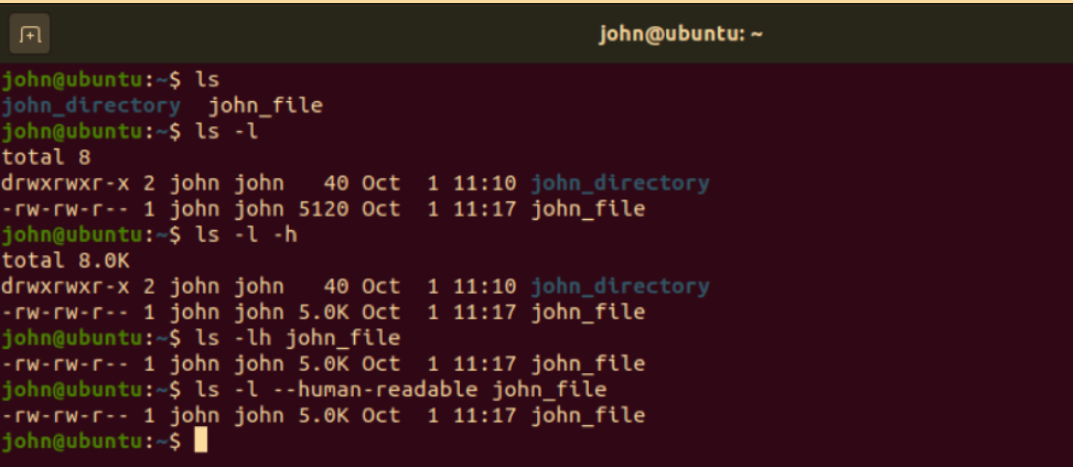 john@ubuntu: ~
john@ubuntu:~$ ls
john_directory  john_file
john@ubuntu:~$ ls -l
total 8
drwxrwxr-x 2 john john   40 Oct  1 11:10 john_directory
-rw-rw-r-- 1 john john 5120 Oct  1 11:17 john_file
john@ubuntu:~$ ls -l -h
total 8.0K
drwxrwxr-x 2 john john   40 Oct  1 11:10 john_directory
-rw-rw-r-- 1 john john 5.0K Oct  1 11:17 john_file
john@ubuntu:~$ ls -lh john_file
-rw-rw-r-- 1 john john 5.0K Oct  1 11:17 john_file
john@ubuntu:~$ ls -l --human-readable john_file
-rw-rw-r-- 1 john john 5.0K Oct  1 11:17 john_file
john@ubuntu:~$